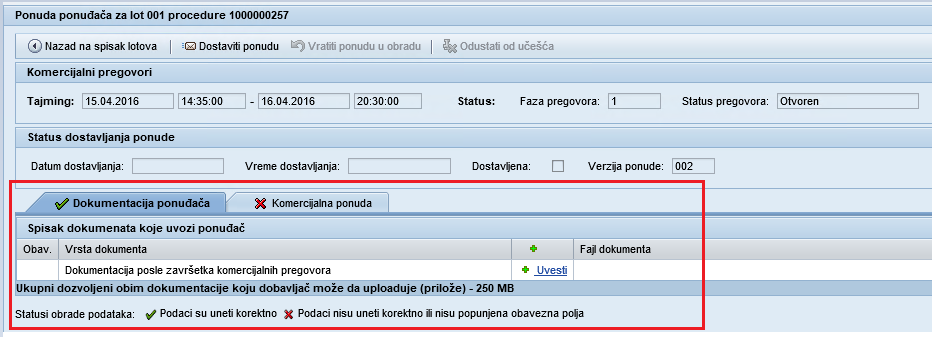 Ponuda ponuđača za lot 001 procedure 1000000257
Nazad na spisak lotova Dostaviti ponudu Vratiti ponudu u obradu Odustati od učešća
Komercijalni pregovori
Tajming: 15.04.2016 14:35:00 - 16.04.2016 20:30:00 Status: Faza pregovora: 1 Status pregovora: Otvoren
Status dostavljanja ponude
Datum dostavljanja: Vreme dostavljanja: Dostavljena: Verzija ponude: 002
Dokumentacija ponuđača Komercijalna ponuda
Spisak dokumenata koje uvozi ponuđač
Obav. Vrsta dokumenta Fajl dokumenta
Dokumentacija posle završetka komercijalnih pregovora Uvesti
Ukupni dozvoljeni obim dokumentacije koju dobavljač može da uploaduje (prilože) - 250 MB
Statusi obrade podataka: Podaci su uneti korektno Podaci nisu uneti korektno ili nisu popunjena obavezna polja